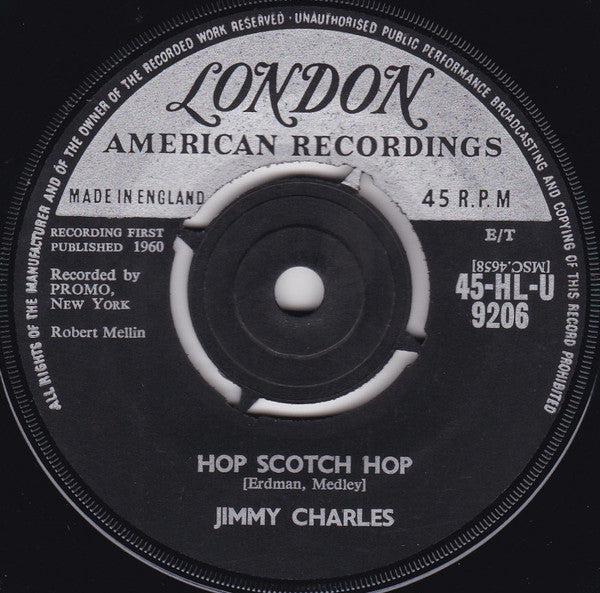 ALL RIGHTS OF THE MANUFACTURER AND OF THE OWNER OF THE RECORDED WORK RESERVED · UNAUTHORISED PUBLIC PERFORMANCE BROADCASTING AND COPYING OF THIS RECORD PROHIBITED
LONDON
AMERICAN RECORDINGS
MADE IN ENGLAND
45 R.P.M
RECORDING FIRST
PUBLISHED 1960
E/T
Recorded by
PROMO,
NEW YORK
[MSC.4658]
45-HL-U
9206
Robert Mellin
HOP SCOTCH HOP
[Erdman, Medley]
JIMMY CHARLES